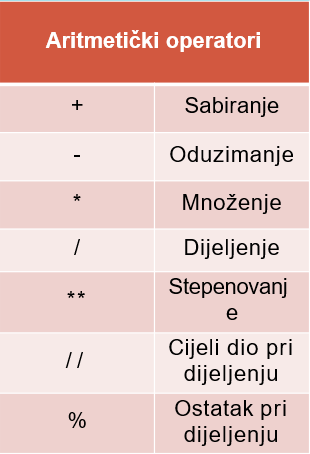 Aritmetički operatori
+ Sabiranje
- Oduzimanje
* Množenje
/ Dijeljenje
** Stepenovanj
e
// Cijeli dio pri
dijeljenju
% Ostatak pri
dijeljenju